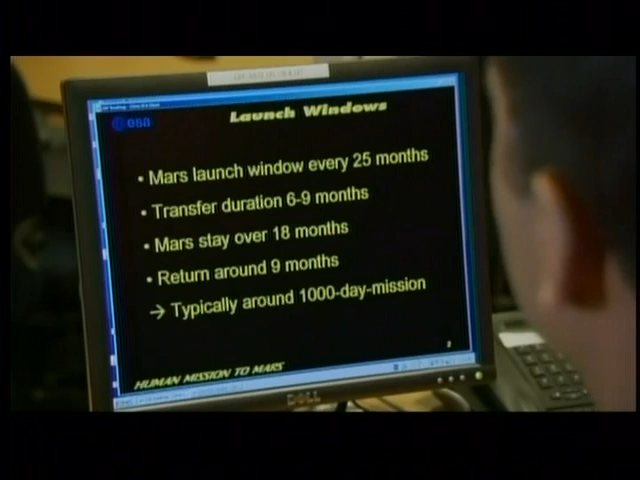 esa
Launch Windows
• Mars launch window every 25 months
• Transfer duration 6-9 months
• Mars stay over 18 months
• Return around 9 months
→ Typically around 1000-day-mission
HUMAN MISSION TO MARS
DELL